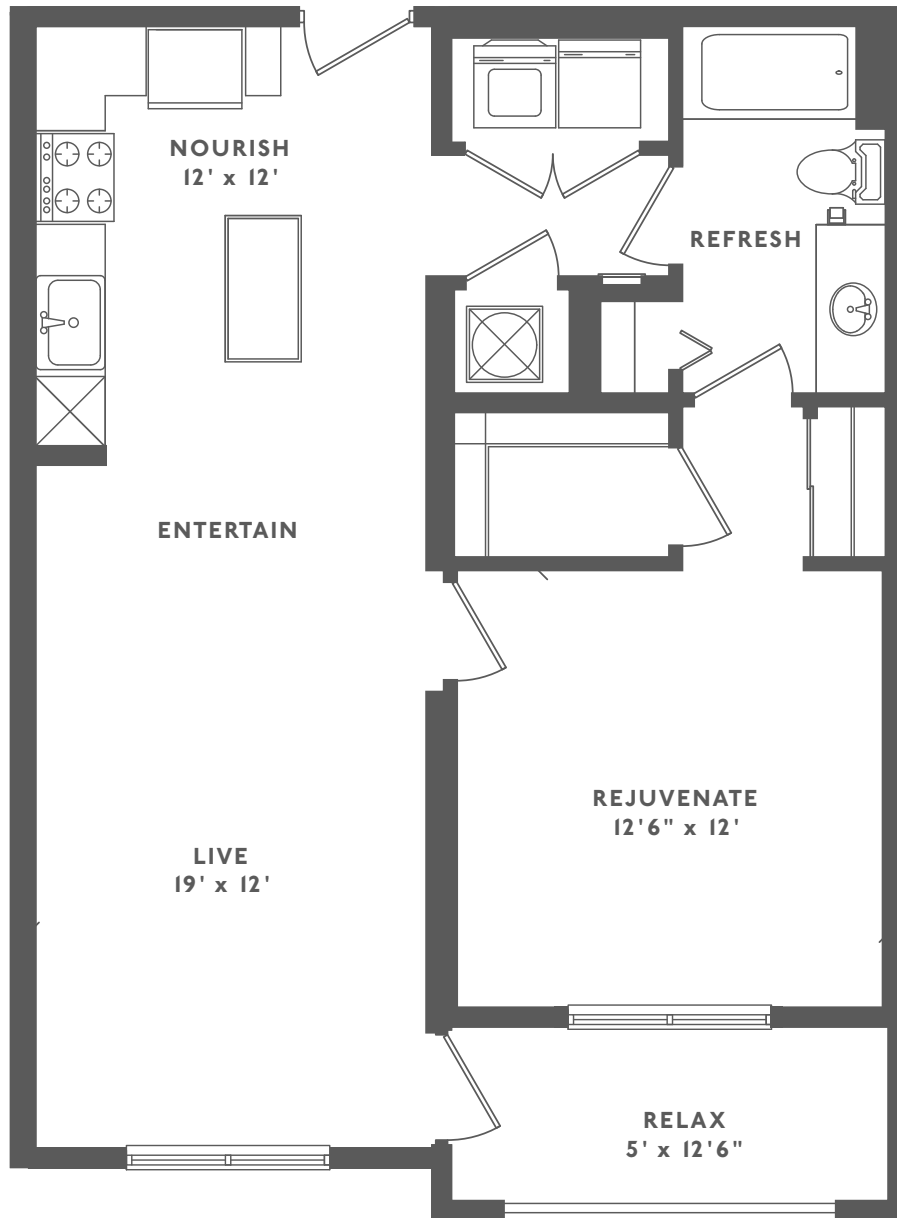 NOURISH
12' x 12'
REFRESH
ENTERTAIN
REJUVENATE
12'6" x 12'
LIVE
19' x 12'
RELAX
5' x 12'6"